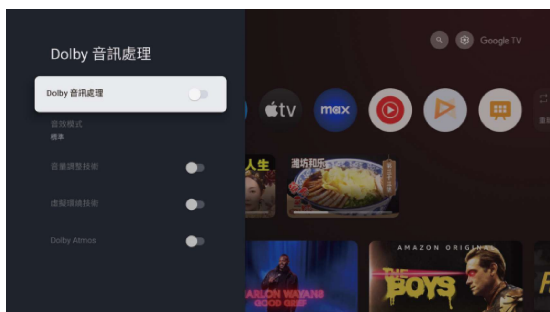 Dolby 音訊處理
Google TV
Dolby 音訊處理
音效模式
標準
音量調整技術
虛擬環繞技術
Dolby Atmos
tv
max
人生
潍坊和乐
MARLON WAYANS
GOOD GRIEF
AMAZON ORIGINAL
THE
BOYS